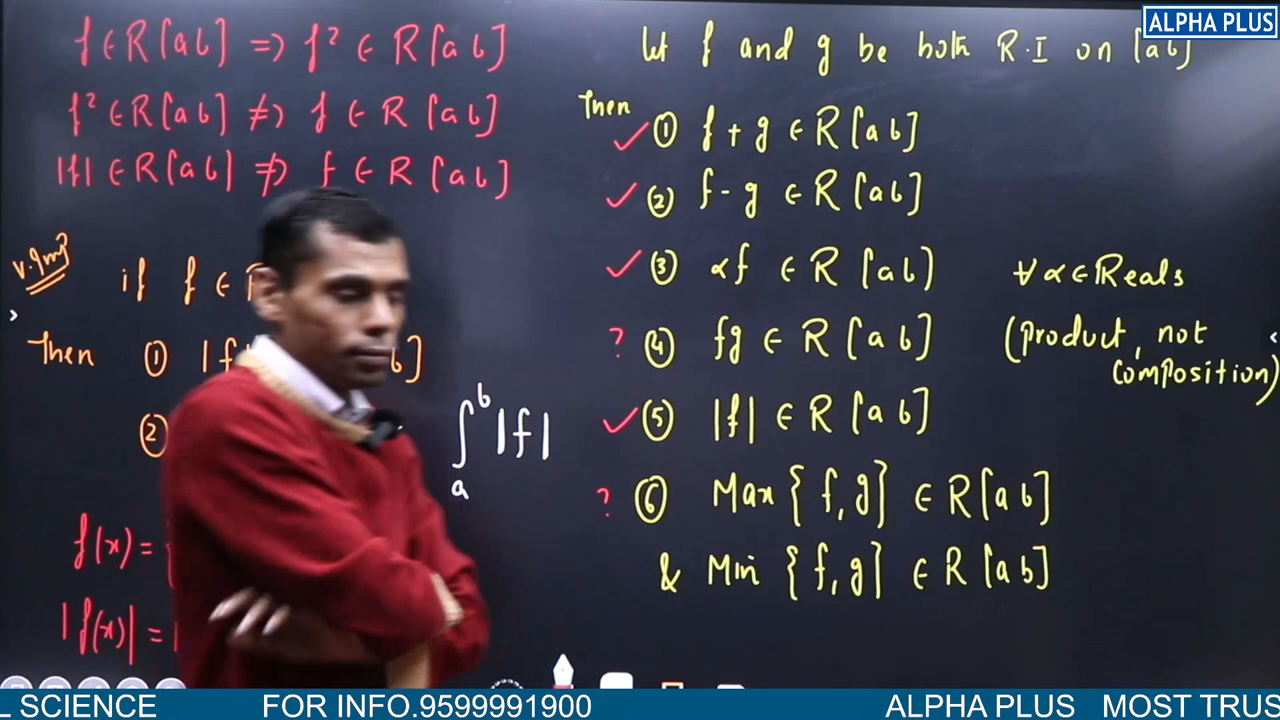 ALPHA PLUS
f ∈ R[a b] => f² ∈ R[a b]
f² ∈ R[a b] ≠> f ∈ R [a b]
|f| ∈ R[a b] ≠> f ∈ R [a b]
V.Imp
if f ∈
Then ① |f b]
②
∫ₐᵇ |f|
f(x) =
|f(x)| =
let f and g be both R.I on [a b]
Then
✓ ① f + g ∈ R [a b]
✓ ② f - g ∈ R [a b]
✓ ③ αf ∈ R [a b] ∀ α ∈ Reals
? ④ fg ∈ R [a b] (Product, not
composition)
✓ ⑤ |f| ∈ R [a b]
? ⑥ Max { f, g } ∈ R [a b]
& Min { f, g } ∈ R [a b]
L SCIENCE FOR INFO.9599991900 ALPHA PLUS MOST TRUS